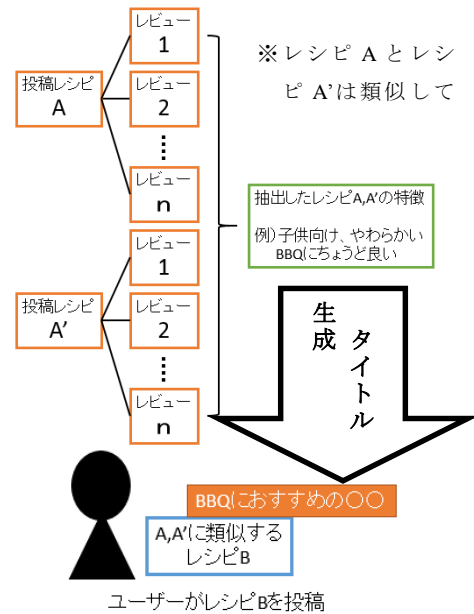 レビュー
1
※レシピ A とレシ
ピ A’は類似して
投稿レシピ
A
レビュー
2
レビュー
n
抽出したレシピA,A’の特徴
例)子供向け、やわらかい
BBQにちょうど良い
レビュー
1
投稿レシピ
A’
レビュー
2
レビュー
n
タイトル
生成
BBQにおすすめの〇〇
A,A’に類似する
レシピB
ユーザーがレシピBを投稿